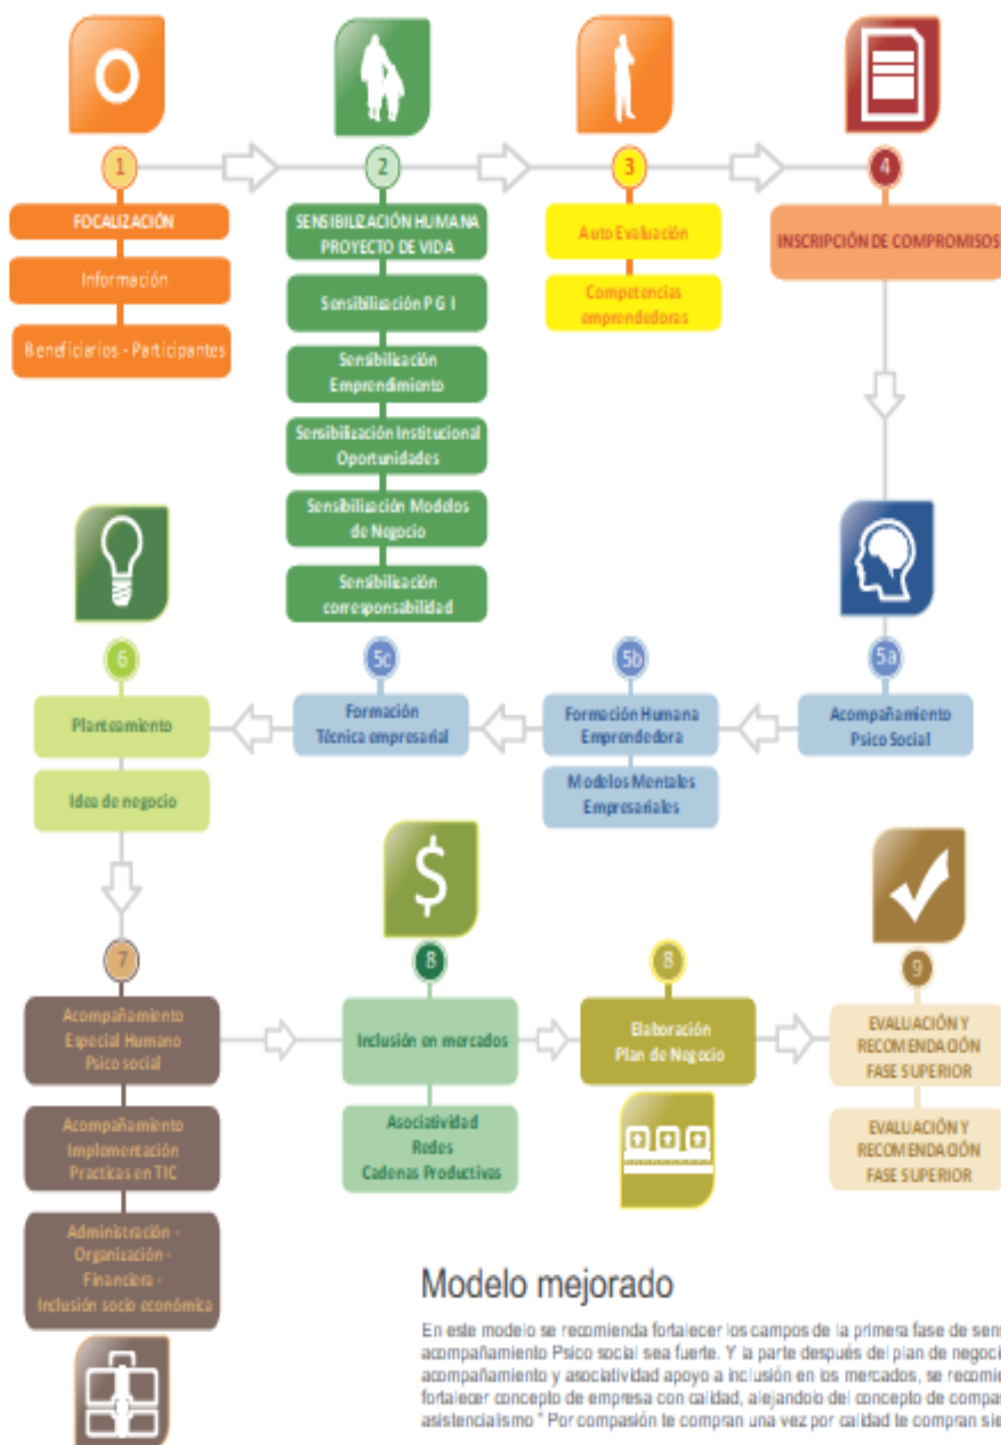 1
2
3
4
FOCALIZACIÓN
Información
Beneficiarios - Participantes
SENSIBILIZACIÓN HUMANA
PROYECTO DE VIDA
Sensibilización P G I
Sensibilización
Emprendimiento
Sensibilización Institucional
Oportunidades
Sensibilización Modelos
de Negocio
Sensibilización
corresponsabilidad
Auto Evaluación
Competencias
emprendedoras
INSCRIPCIÓN DE COMPROMISOS
5a
Acompañamiento
Psico Social
5b
Formación Humana
Emprendedora
Modelos Mentales
Empresariales
5c
Formación
Técnica empresarial
6
Planteamiento
Idea de negocio
7
Acompañamiento
Especial Humano
Psico social
Acompañamiento
Implementación
Practicas en TIC
Administración -
Organización -
Financiera -
Inclusión socio económica
$
8
Inclusión en mercados
Asociatividad
Redes
Cadenas Productivas
8
Elaboración
Plan de Negocio
9
EVALUACIÓN Y
RECOMENDACIÓN
FASE SUPERIOR
EVALUACIÓN Y
RECOMENDACIÓN
FASE SUPERIOR
Modelo mejorado
En este modelo se recomienda fortalecer los campos de la primera fase de sens
acompañamiento Psico social sea fuerte. Y la parte después del plan de negoci
acompañamiento y asociatividad apoyo a inclusión en los mercados, se recomie
fortalecer concepto de empresa con calidad, alejandolo del concepto de compas
asistencialismo " Por compasión te compran una vez por calidad te compran sie